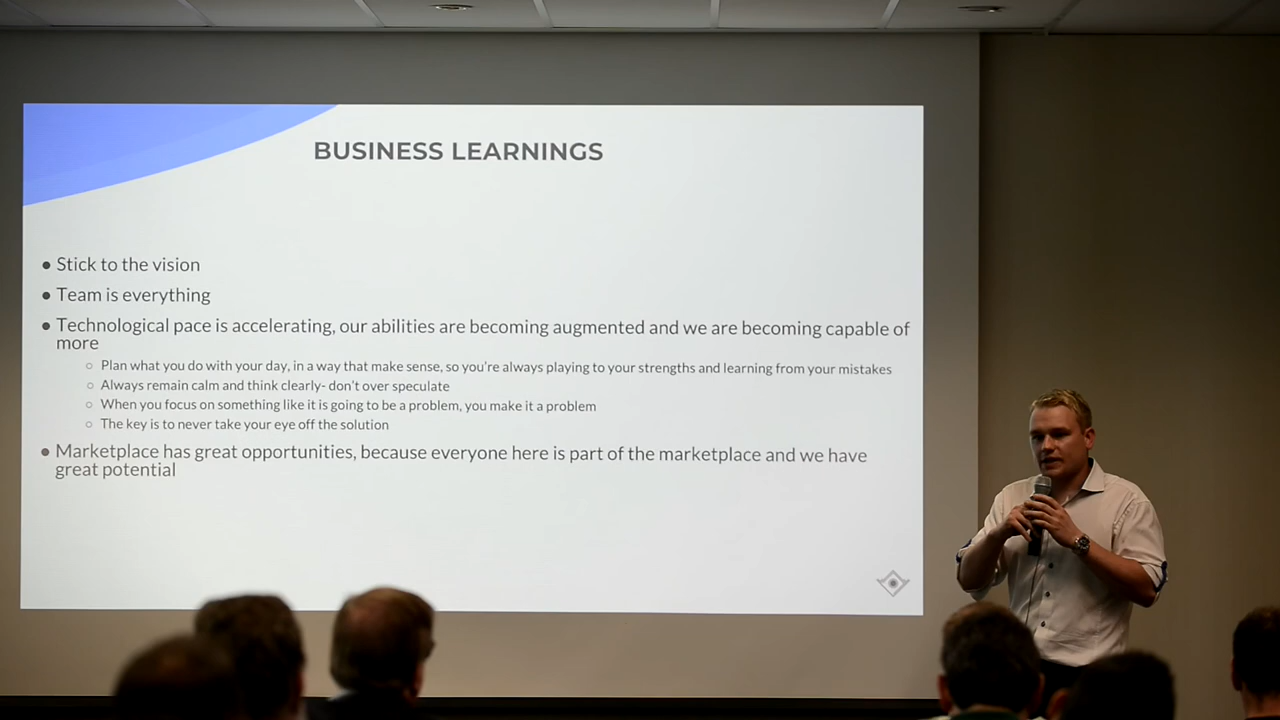 BUSINESS LEARNINGS
● Stick to the vision
● Team is everything
● Technological pace is accelerating, our abilities are becoming augmented and we are becoming capable of
more
○ Plan what you do with your day, in a way that make sense, so you're always playing to your strengths and learning from your mistakes
○ Always remain calm and think clearly- don't over speculate
○ When you focus on something like it is going to be a problem, you make it a problem
○ The key is to never take your eye off the solution
● Marketplace has great opportunities, because everyone here is part of the marketplace and we have
great potential